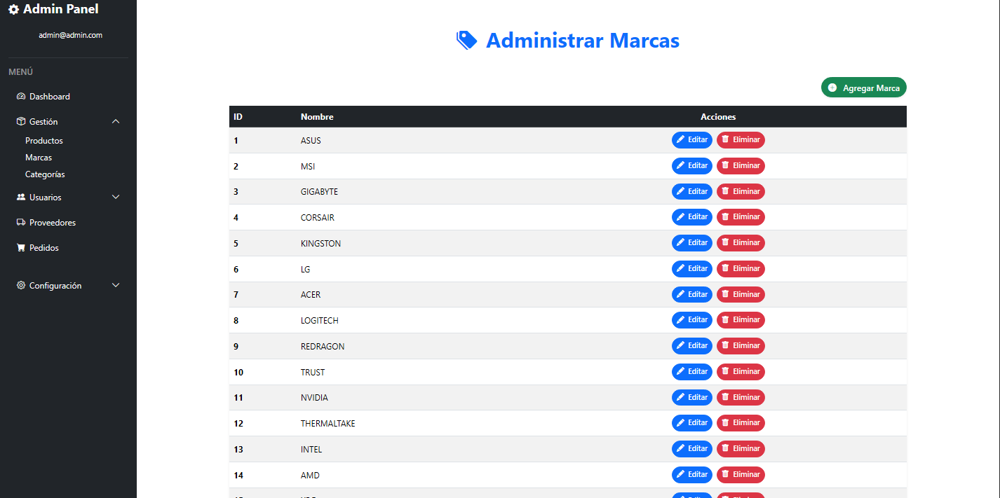 Admin Panel
admin@admin.com
MENÚ
Dashboard
Gestión
Productos
Marcas
Categorías
Usuarios
Proveedores
Pedidos
Configuración
Administrar Marcas
Agregar Marca
ID Nombre Acciones
1 ASUS Editar Eliminar
2 MSI Editar Eliminar
3 GIGABYTE Editar Eliminar
4 CORSAIR Editar Eliminar
5 KINGSTON Editar Eliminar
6 LG Editar Eliminar
7 ACER Editar Eliminar
8 LOGITECH Editar Eliminar
9 REDRAGON Editar Eliminar
10 TRUST Editar Eliminar
11 NVIDIA Editar Eliminar
12 THERMALTAKE Editar Eliminar
13 INTEL Editar Eliminar
14 AMD Editar Eliminar